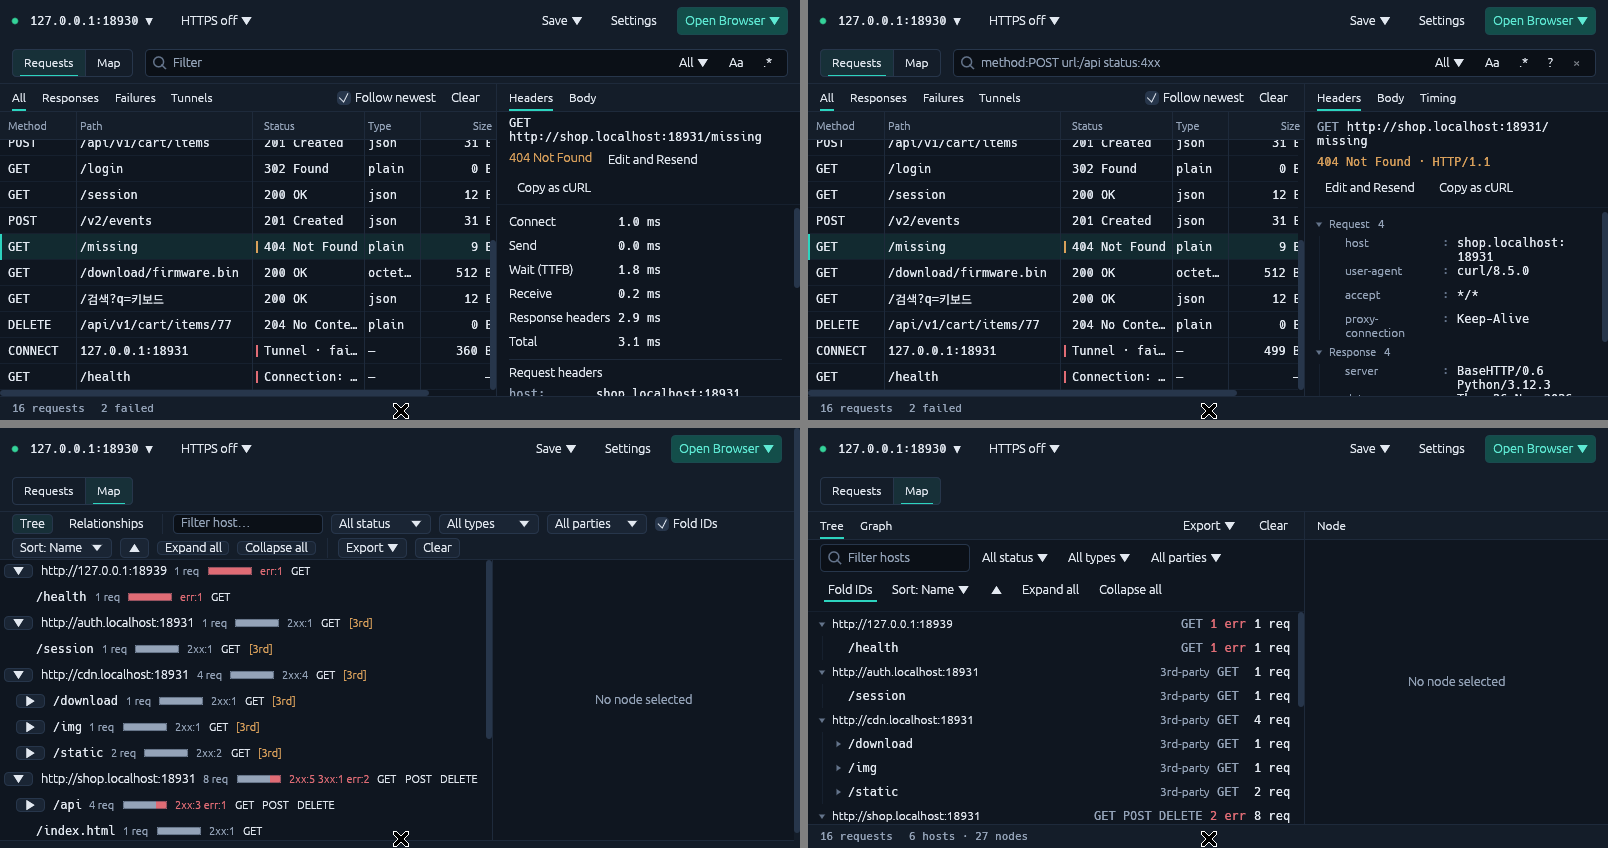 127.0.0.1:18930 ▼ HTTPS off ▼ Save ▼ Settings Open Browser ▼
Requests Map Filter All ▼ Aa .*
All Responses Failures Tunnels Follow newest Clear
Method Path Status Type Size
POST /api/v1/cart/items 201 Created json 31 B
GET /login 302 Found plain 0 B
GET /session 200 OK json 12 B
POST /v2/events 201 Created json 31 B
GET /missing 404 Not Found plain 9 B
GET /download/firmware.bin 200 OK octet… 512 B
GET /검색?q=키보드 200 OK json 12 B
DELETE /api/v1/cart/items/77 204 No Conte… plain 0 B
CONNECT 127.0.0.1:18931 Tunnel · fai… — 360 B
GET /health Connection: … — —
16 requests 2 failed
Headers Body
GET
http://shop.localhost:18931/missing
404 Not Found Edit and Resend
Copy as cURL
Connect 1.0 ms
Send 0.0 ms
Wait (TTFB) 1.8 ms
Receive 0.2 ms
Response headers 2.9 ms
Total 3.1 ms
Request headers
host: shop.localhost:18931
127.0.0.1:18930 ▼ HTTPS off ▼ Save ▼ Settings Open Browser ▼
Requests Map method:POST url:/api status:4xx All ▼ Aa .* ? ×
All Responses Failures Tunnels Follow newest Clear
Method Path Status Type Size
POST /api/v1/cart/items 201 Created json 31 B
GET /login 302 Found plain 0 B
GET /session 200 OK json 12 B
POST /v2/events 201 Created json 31 B
GET /missing 404 Not Found plain 9 B
GET /download/firmware.bin 200 OK octet… 512 B
GET /검색?q=키보드 200 OK json 12 B
DELETE /api/v1/cart/items/77 204 No Conte… plain 0 B
CONNECT 127.0.0.1:18931 Tunnel · fai… — 499 B
GET /health Connection: … — —
16 requests 2 failed
Headers Body Timing
GET http://shop.localhost:18931/
missing
404 Not Found · HTTP/1.1
Edit and Resend Copy as cURL
Request 4
host : shop.localhost:
18931
user-agent : curl/8.5.0
accept : */*
proxy-
connection : Keep-Alive
Response 4
server : BaseHTTP/0.6
Python/3.12.3
127.0.0.1:18930 ▼ HTTPS off ▼ Save ▼ Settings Open Browser ▼
Requests Map
Tree Relationships Filter host… All status ▼ All types ▼ All parties ▼ Fold IDs
Sort: Name ▼ ▲ Expand all Collapse all Export ▼ Clear
▼ http://127.0.0.1:18939 1 req err:1 GET
/health 1 req err:1 GET
▼ http://auth.localhost:18931 1 req 2xx:1 GET [3rd]
/session 1 req 2xx:1 GET [3rd]
▼ http://cdn.localhost:18931 4 req 2xx:4 GET [3rd]
▶ /download 1 req 2xx:1 GET [3rd]
▶ /img 1 req 2xx:1 GET [3rd]
▶ /static 2 req 2xx:2 GET [3rd]
▼ http://shop.localhost:18931 8 req 2xx:5 3xx:1 err:2 GET POST DELETE
▶ /api 4 req 2xx:3 err:1 GET POST DELETE
/index.html 1 req 2xx:1 GET
No node selected
127.0.0.1:18930 ▼ HTTPS off ▼ Save ▼ Settings Open Browser ▼
Requests Map
Tree Graph Export ▼ Clear
Filter hosts All status ▼ All types ▼ All parties ▼
Fold IDs Sort: Name ▼ ▲ Expand all Collapse all
http://127.0.0.1:18939 GET 1 err 1 req
/health GET 1 err 1 req
http://auth.localhost:18931 3rd-party GET 1 req
/session 3rd-party GET 1 req
http://cdn.localhost:18931 3rd-party GET 4 req
/download 3rd-party GET 1 req
/img 3rd-party GET 1 req
/static 3rd-party GET 2 req
http://shop.localhost:18931 GET POST DELETE 2 err 8 req
16 requests 6 hosts · 27 nodes
Node
No node selected